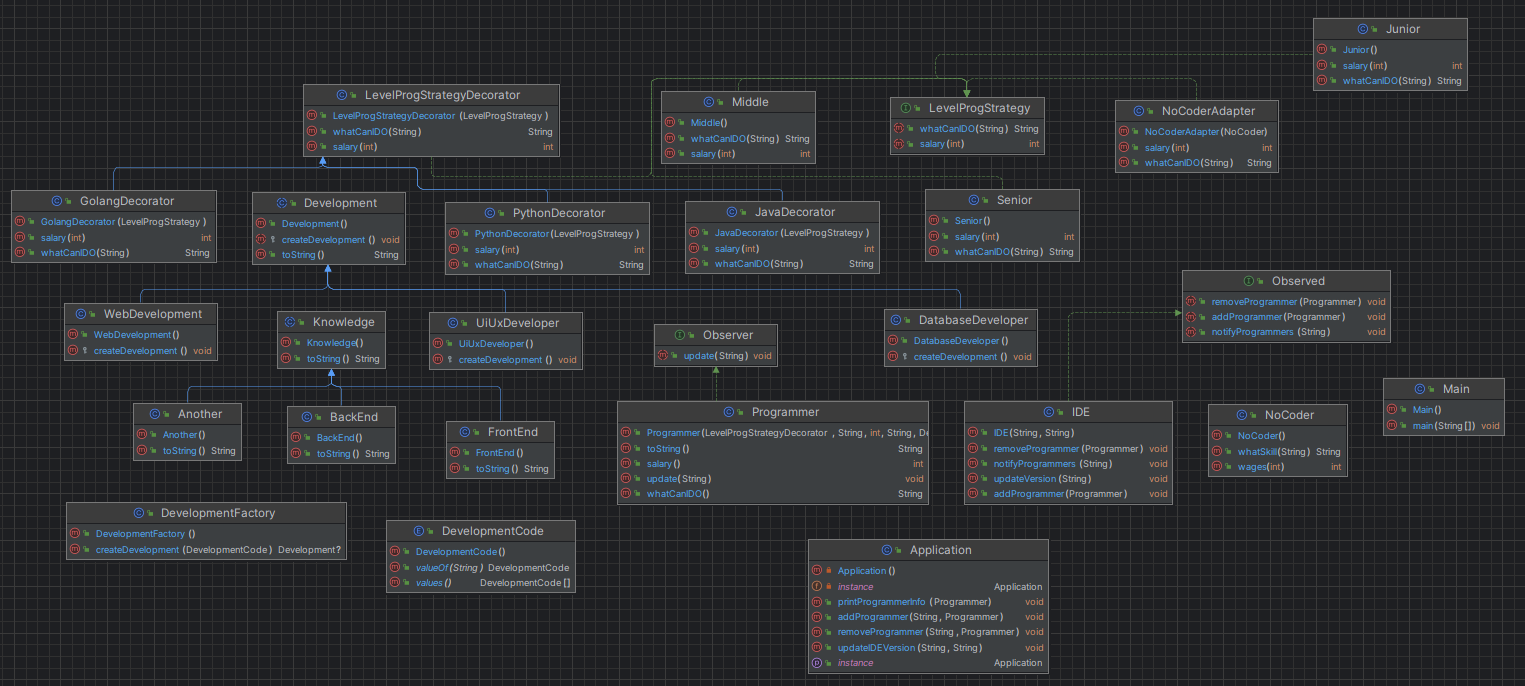 Junior
Junior()
salary(int) int
whatCanIDO(String) String
LevelProgStrategyDecorator
LevelProgStrategyDecorator (LevelProgStrategy )
whatCanIDO(String) String
salary(int) int
Middle
Middle()
whatCanIDO(String) String
salary(int) int
LevelProgStrategy
whatCanIDO(String) String
salary(int) int
NoCoderAdapter
NoCoderAdapter(NoCoder)
salary(int) int
whatCanIDO(String) String
GolangDecorator
GolangDecorator(LevelProgStrategy )
salary(int) int
whatCanIDO(String) String
Development
Development()
createDevelopment () void
toString() String
PythonDecorator
PythonDecorator(LevelProgStrategy )
salary(int) int
whatCanIDO(String) String
JavaDecorator
JavaDecorator(LevelProgStrategy )
salary(int) int
whatCanIDO(String) String
Senior
Senior()
salary(int) int
whatCanIDO(String) String
Observed
removeProgrammer (Programmer) void
addProgrammer(Programmer) void
notifyProgrammers (String) void
WebDevelopment
WebDevelopment()
createDevelopment () void
Knowledge
Knowledge()
toString() String
UiUxDeveloper
UiUxDeveloper()
createDevelopment () void
Observer
update(String) void
DatabaseDeveloper
DatabaseDeveloper()
createDevelopment () void
Another
Another()
toString() String
BackEnd
BackEnd()
toString() String
FrontEnd
FrontEnd()
toString() String
Programmer
Programmer(LevelProgStrategyDecorator , String, int, String, De
toString() String
salary() int
update(String) void
whatCanIDO() String
IDE
IDE(String, String)
removeProgrammer (Programmer) void
notifyProgrammers (String) void
updateVersion(String) void
addProgrammer(Programmer) void
NoCoder
NoCoder()
whatSkill(String) String
wages(int) int
Main
Main()
main(String[]) void
DevelopmentFactory
DevelopmentFactory ()
createDevelopment (DevelopmentCode) Development?
DevelopmentCode
DevelopmentCode()
valueOf(String) DevelopmentCode
values() DevelopmentCode[]
Application
Application ()
instance Application
printProgrammerInfo (Programmer) void
addProgrammer(String, Programmer) void
removeProgrammer (String, Programmer) void
updateIDEVersion (String, String) void
instance Application